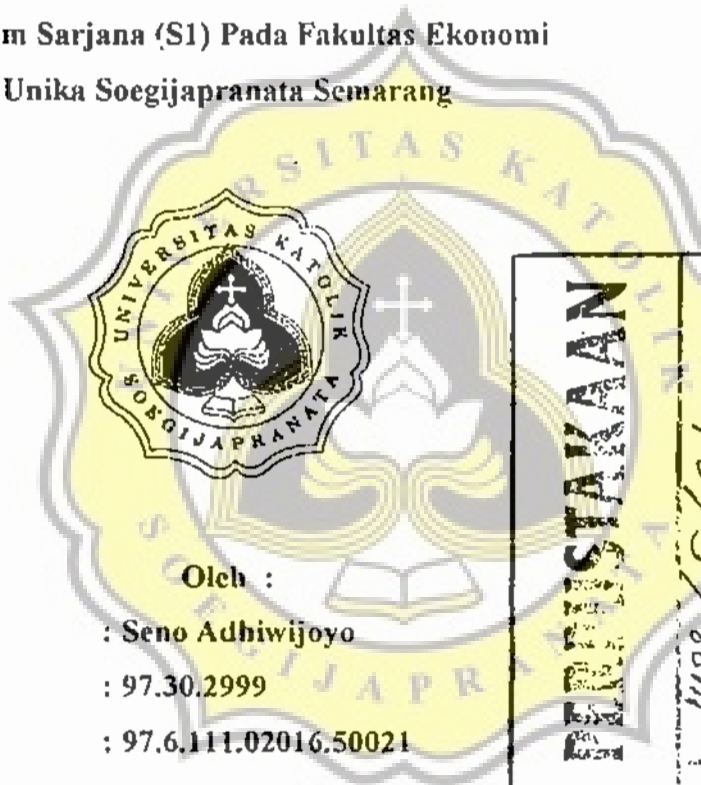 m Sarjana (S1) Pada Fakultas Ekonomi
Unika Soegijapranata Semarang
UNIVERSITAS KATOLIK
SOEGIJAPRANATA
Oleh :
: Seno Adhiwijoyo
: 97.30.2999
: 97.6.111.02016.50021
PERPUSTAKAAN